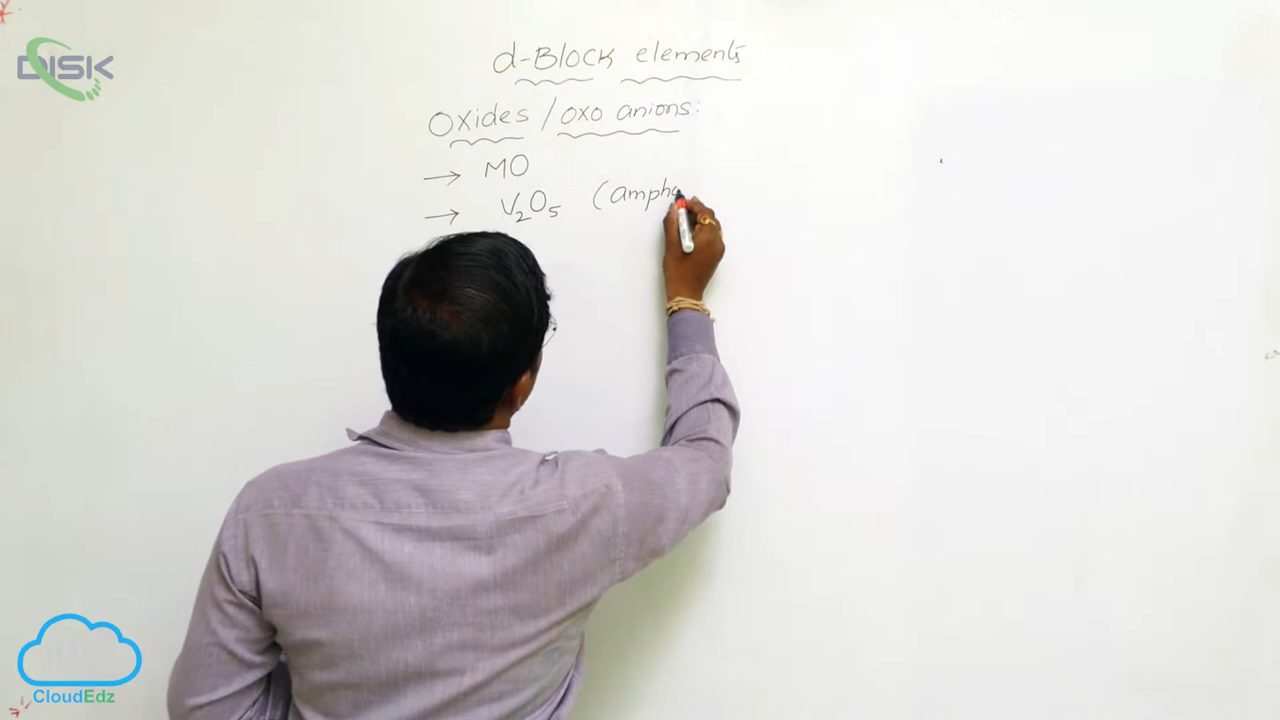 DISK
d-Block elements
Oxides / oxo anions:
→ MO
→ V₂O₅ (ampho
CloudEdz